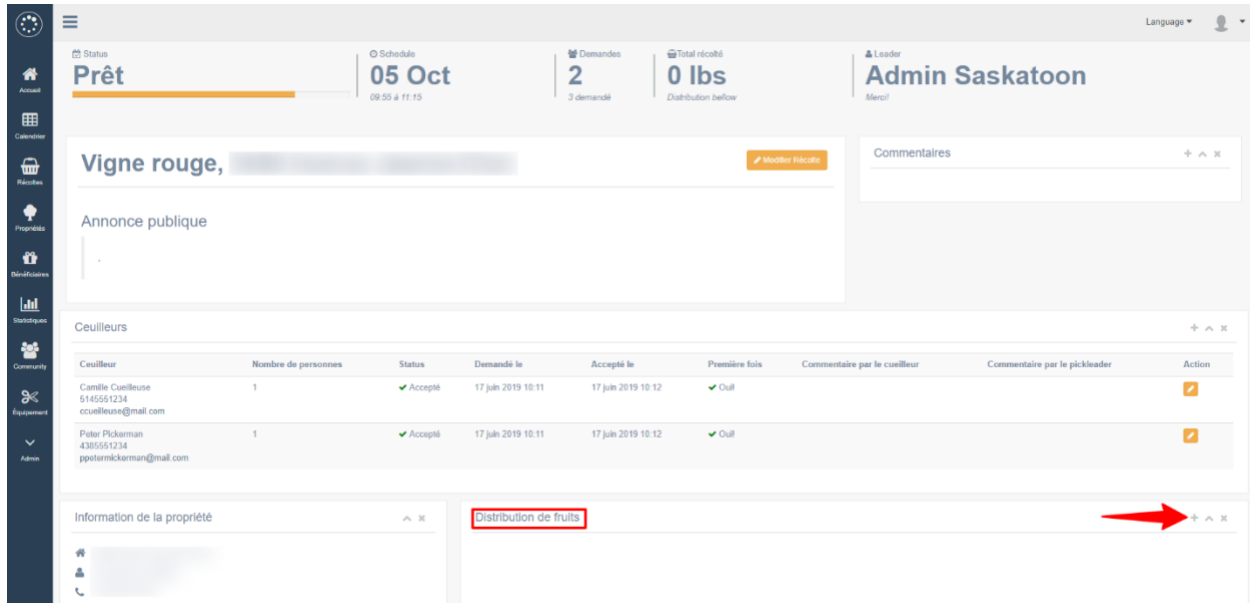 Language
Status
Prêt
Schedule
05 Oct
09:55 à 11:15
Demandes
2
3 demandé
Total récolté
0 lbs
Distribution bellow
Leader
Admin Saskatoon
Merci!
Accueil
Calendrier
Récoltes
Propriétés
Bénéficiaires
Statistiques
Community
Équipement
Admin
Vigne rouge,
Modifier Récolte
Annonce publique
.
Commentaires
Ceuilleurs
Ceuilleur Nombre de personnes Status Demandé le Accepté le Première fois Commentaire par le cueilleur Commentaire par le pickleader Action
Camille Cueilleuse 1 Accepté 17 juin 2019 10:11 17 juin 2019 10:12 Oui!
5145551234
ccueilleuse@mail.com
Peter Pickerman 1 Accepté 17 juin 2019 10:11 17 juin 2019 10:12 Oui!
4385551234
ppetermickerman@mail.com
Information de la propriété
Distribution de fruits